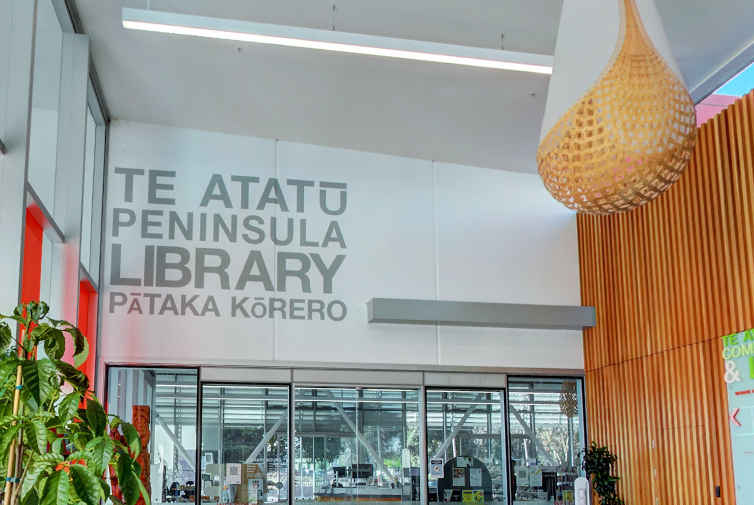 TE ATATŪ
PENINSULA
LIBRARY
PĀTAKA KŌRERO
&